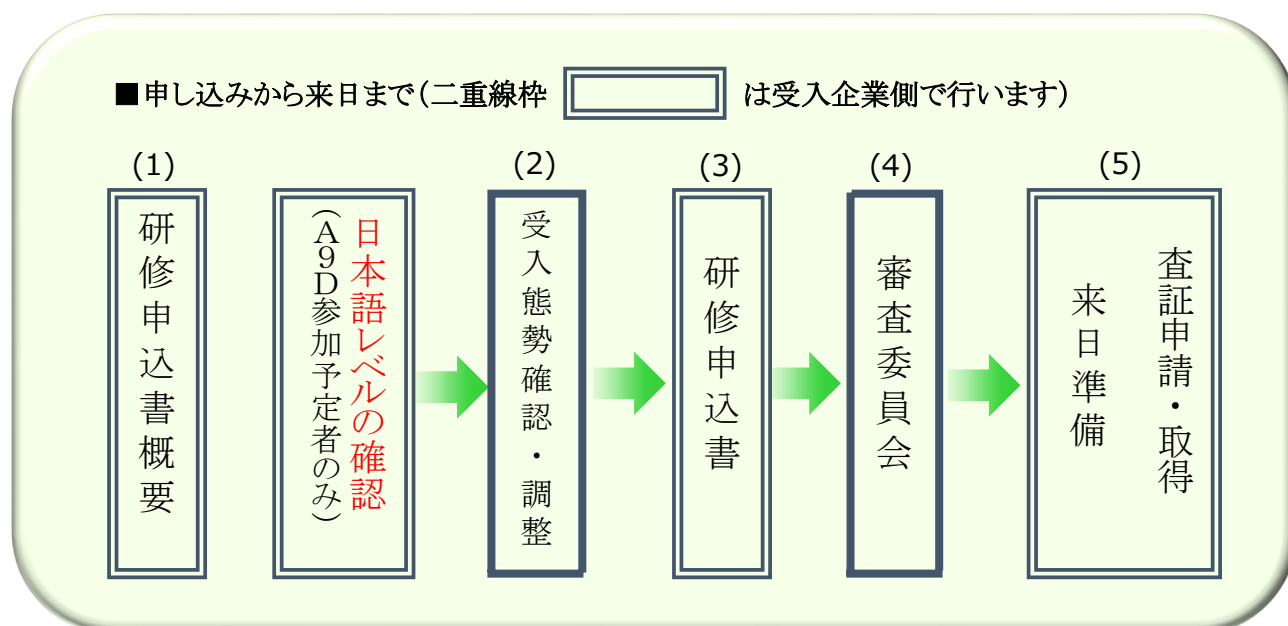 ■申し込みから来日まで(二重線枠 は受入企業側で行います)
(1)
研修申込書概要
日本語レベルの確認
(A9D参加予定者のみ)
(2)
受入態勢確認・調整
(3)
研修申込書
(4)
審査委員会
(5)
査証申請・取得
来日準備